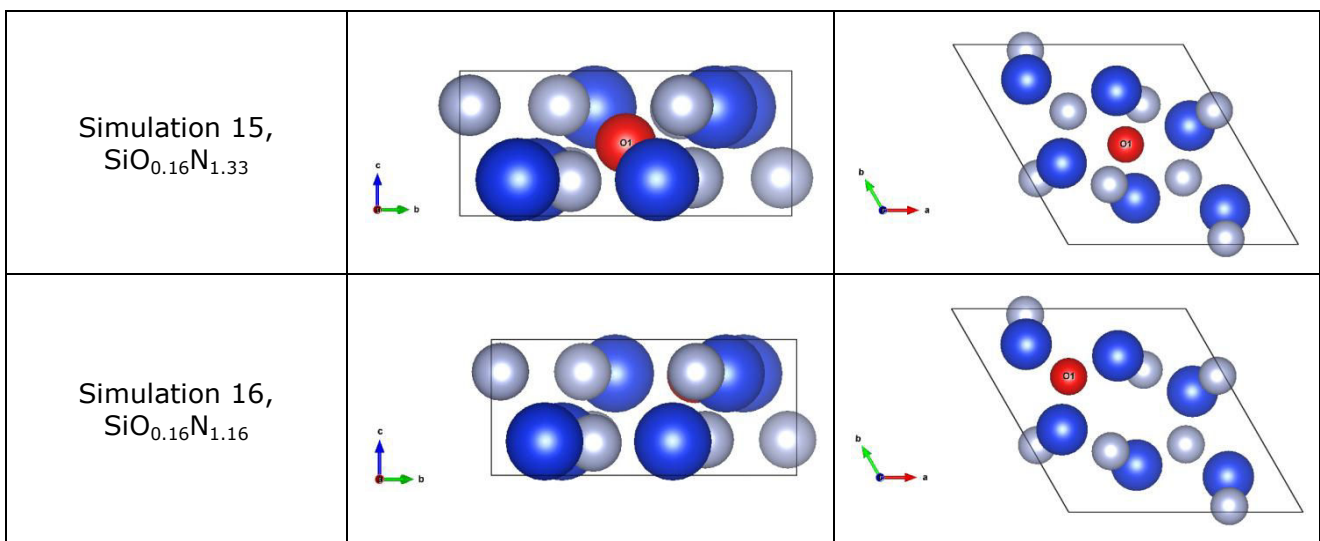 Simulation 15,
SiO₀.₁₆N₁.₃₃
c
b
O1
b
a
O1
Simulation 16,
SiO₀.₁₆N₁.₁₆
c
b
b
a
O1